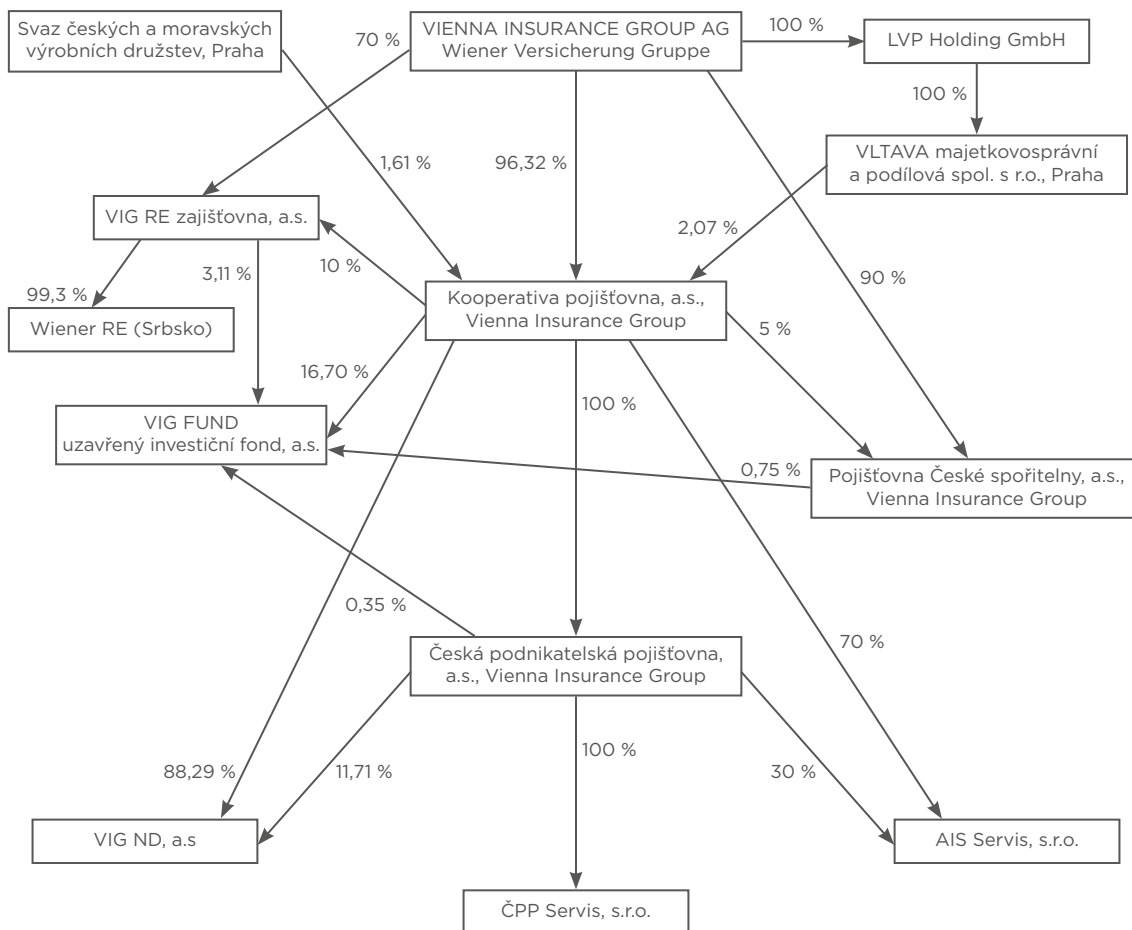 Svaz českých a moravských
výrobních družstev, Praha
70 %
VIENNA INSURANCE GROUP AG
Wiener Versicherung Gruppe
100 %
LVP Holding GmbH
100 %
1,61 %
96,32 %
VLTAVA majetkovosprávní
a podílová spol. s r.o., Praha
VIG RE zajišťovna, a.s.
2,07 %
3,11 %
10 %
90 %
99,3 %
Wiener RE (Srbsko)
Kooperativa pojišťovna, a.s.,
Vienna Insurance Group
5 %
16,70 %
100 %
VIG FUND
uzavřený investiční fond, a.s.
0,75 %
Pojišťovna České spořitelny, a.s.,
Vienna Insurance Group
0,35 %
70 %
Česká podnikatelská pojišťovna,
a.s., Vienna Insurance Group
88,29 %
11,71 %
100 %
30 %
VIG ND, a.s
AIS Servis, s.r.o.
ČPP Servis, s.r.o.